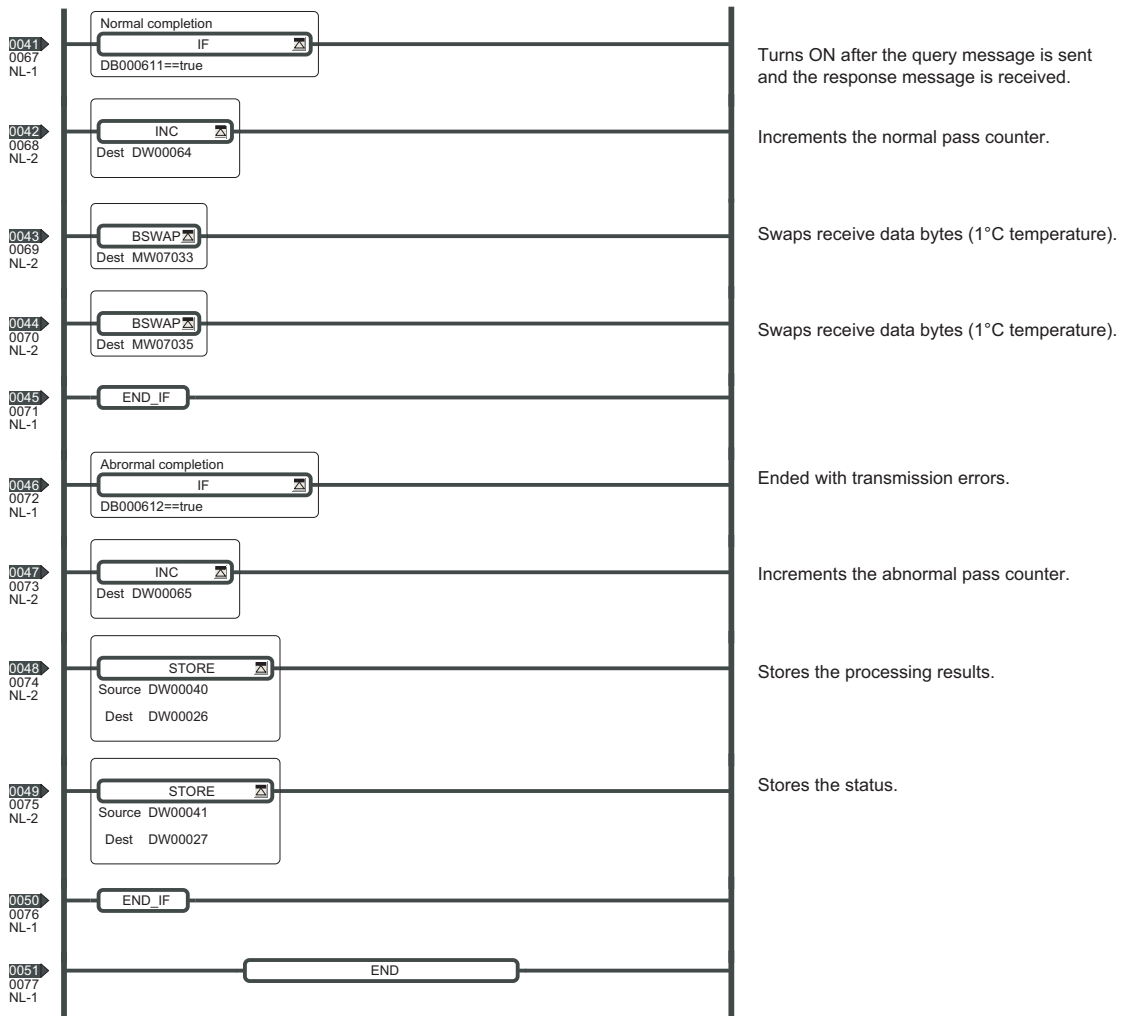 Normal completion
0041
IF
0067
NL-1
DB000611==true
Turns ON after the query message is sent
and the response message is received.
0042
INC
0068
NL-2
Dest DW00064
Increments the normal pass counter.
0043
BSWAP
0069
NL-2
Dest MW07033
Swaps receive data bytes (1°C temperature).
0044
BSWAP
0070
NL-2
Dest MW07035
Swaps receive data bytes (1°C temperature).
0045
END_IF
0071
NL-1
Abrormal completion
0046
IF
0072
NL-1
DB000612==true
Ended with transmission errors.
0047
INC
0073
NL-2
Dest DW00065
Increments the abnormal pass counter.
0048
STORE
0074
NL-2
Source DW00040
Dest DW00026
Stores the processing results.
0049
STORE
0075
NL-2
Source DW00041
Dest DW00027
Stores the status.
0050
END_IF
0076
NL-1
0051
END
0077
NL-1